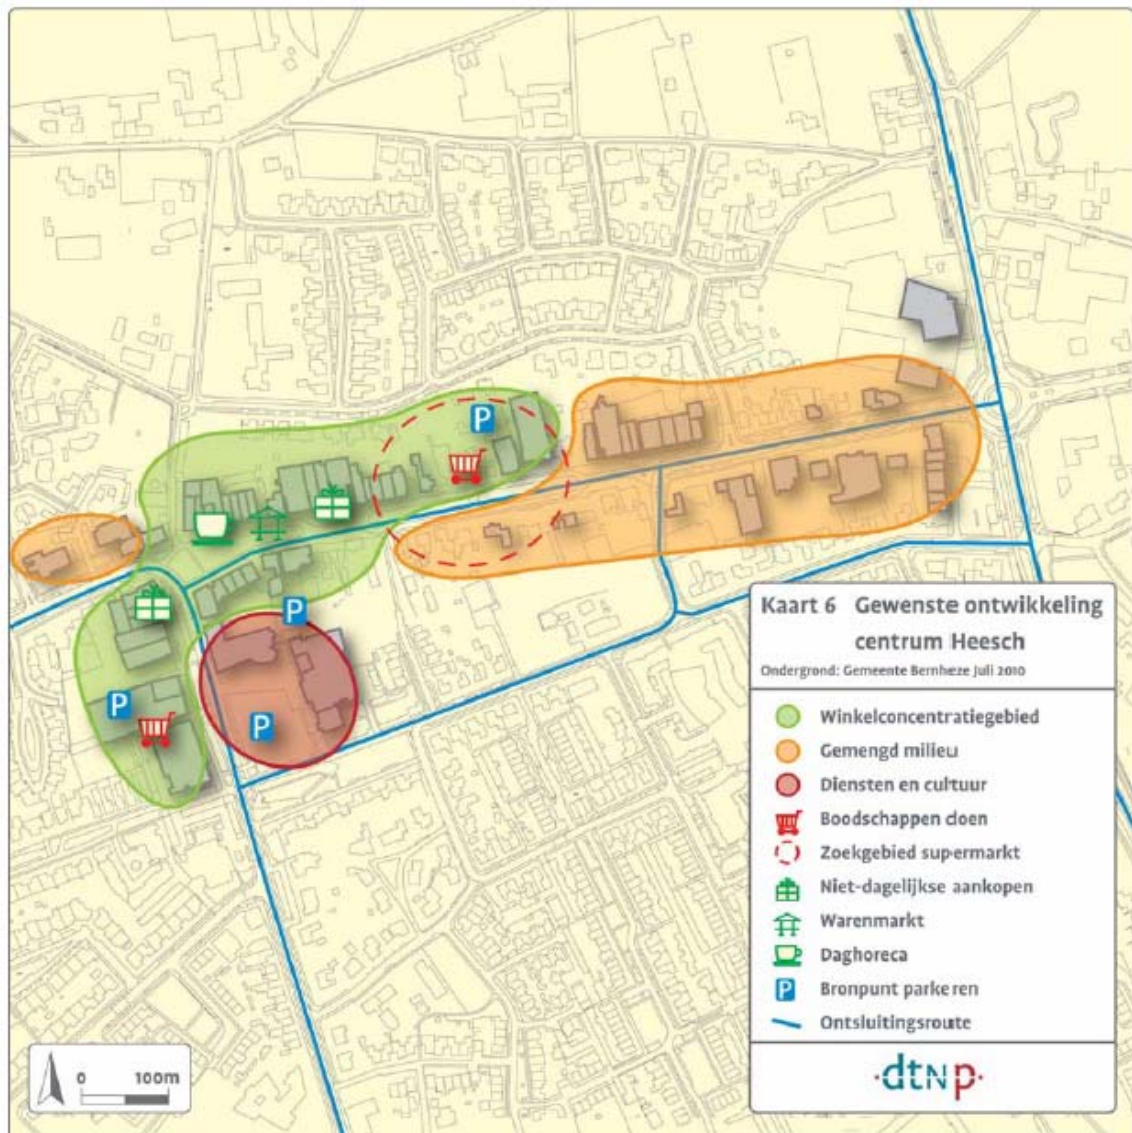 P
P
P
P
Kaart 6 Gewenste ontwikkeling
centrum Heesch
Ondergrond: Gemeente Bernheze Juli 2010
Winkelconcentratiegebied
Gemengd milieu
Diensten en cultuur
Boodschappen doen
Zoekgebied supermarkt
Niet-dagelijkse aankopen
Warenmarkt
Daghoreca
P Bronpunt parkeren
Ontsluitingsroute
·dtNp·
0 100m